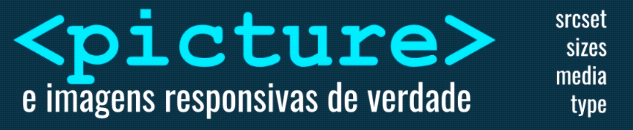 <picture>
e imagens responsivas de verdade
srcset
sizes
media
type